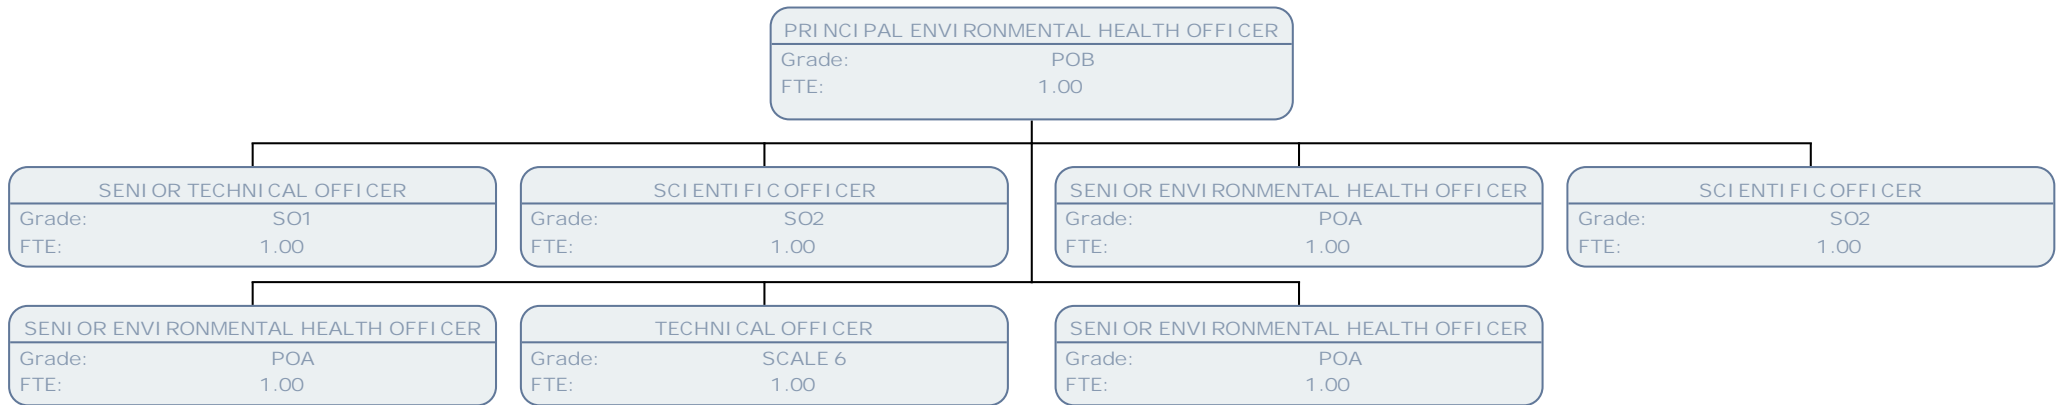 PRINCIPAL ENVIRONMENTAL HEALTH OFFICER
Grade: POB
FTE: 1.00
SENIOR TECHNICAL OFFICER
Grade: SO1
FTE: 1.00
SCIENTIFIC OFFICER
Grade: SO2
FTE: 1.00
SENIOR ENVIRONMENTAL HEALTH OFFICER
Grade: POA
FTE: 1.00
SCIENTIFIC OFFICER
Grade: SO2
FTE: 1.00
SENIOR ENVIRONMENTAL HEALTH OFFICER
Grade: POA
FTE: 1.00
TECHNICAL OFFICER
Grade: SCALE 6
FTE: 1.00
SENIOR ENVIRONMENTAL HEALTH OFFICER
Grade: POA
FTE: 1.00